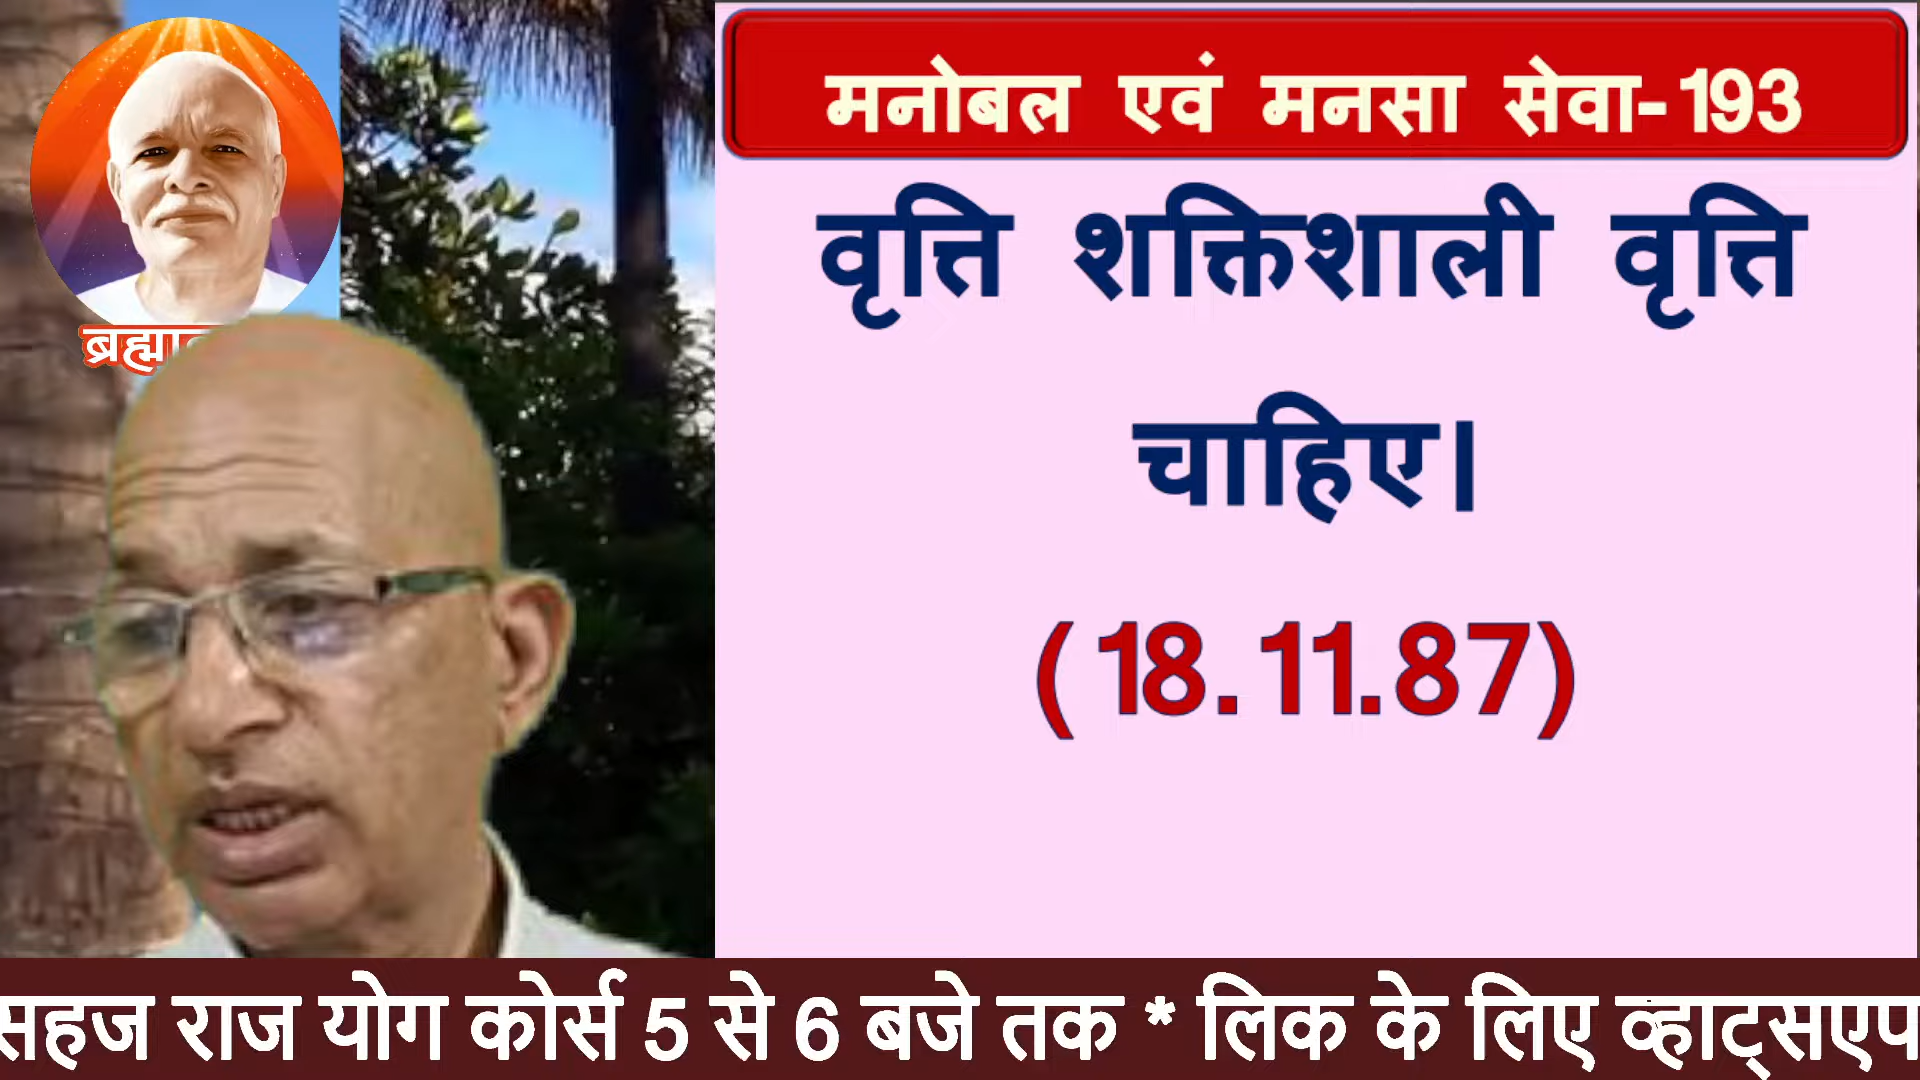 मनोबल एवं मनसा सेवा-193
वृत्ति शक्तिशाली वृत्ति
चाहिए।
(18.11.87)
सहज राज योग कोर्स 5 से 6 बजे तक * लिंक के लिए व्हाट्सएप